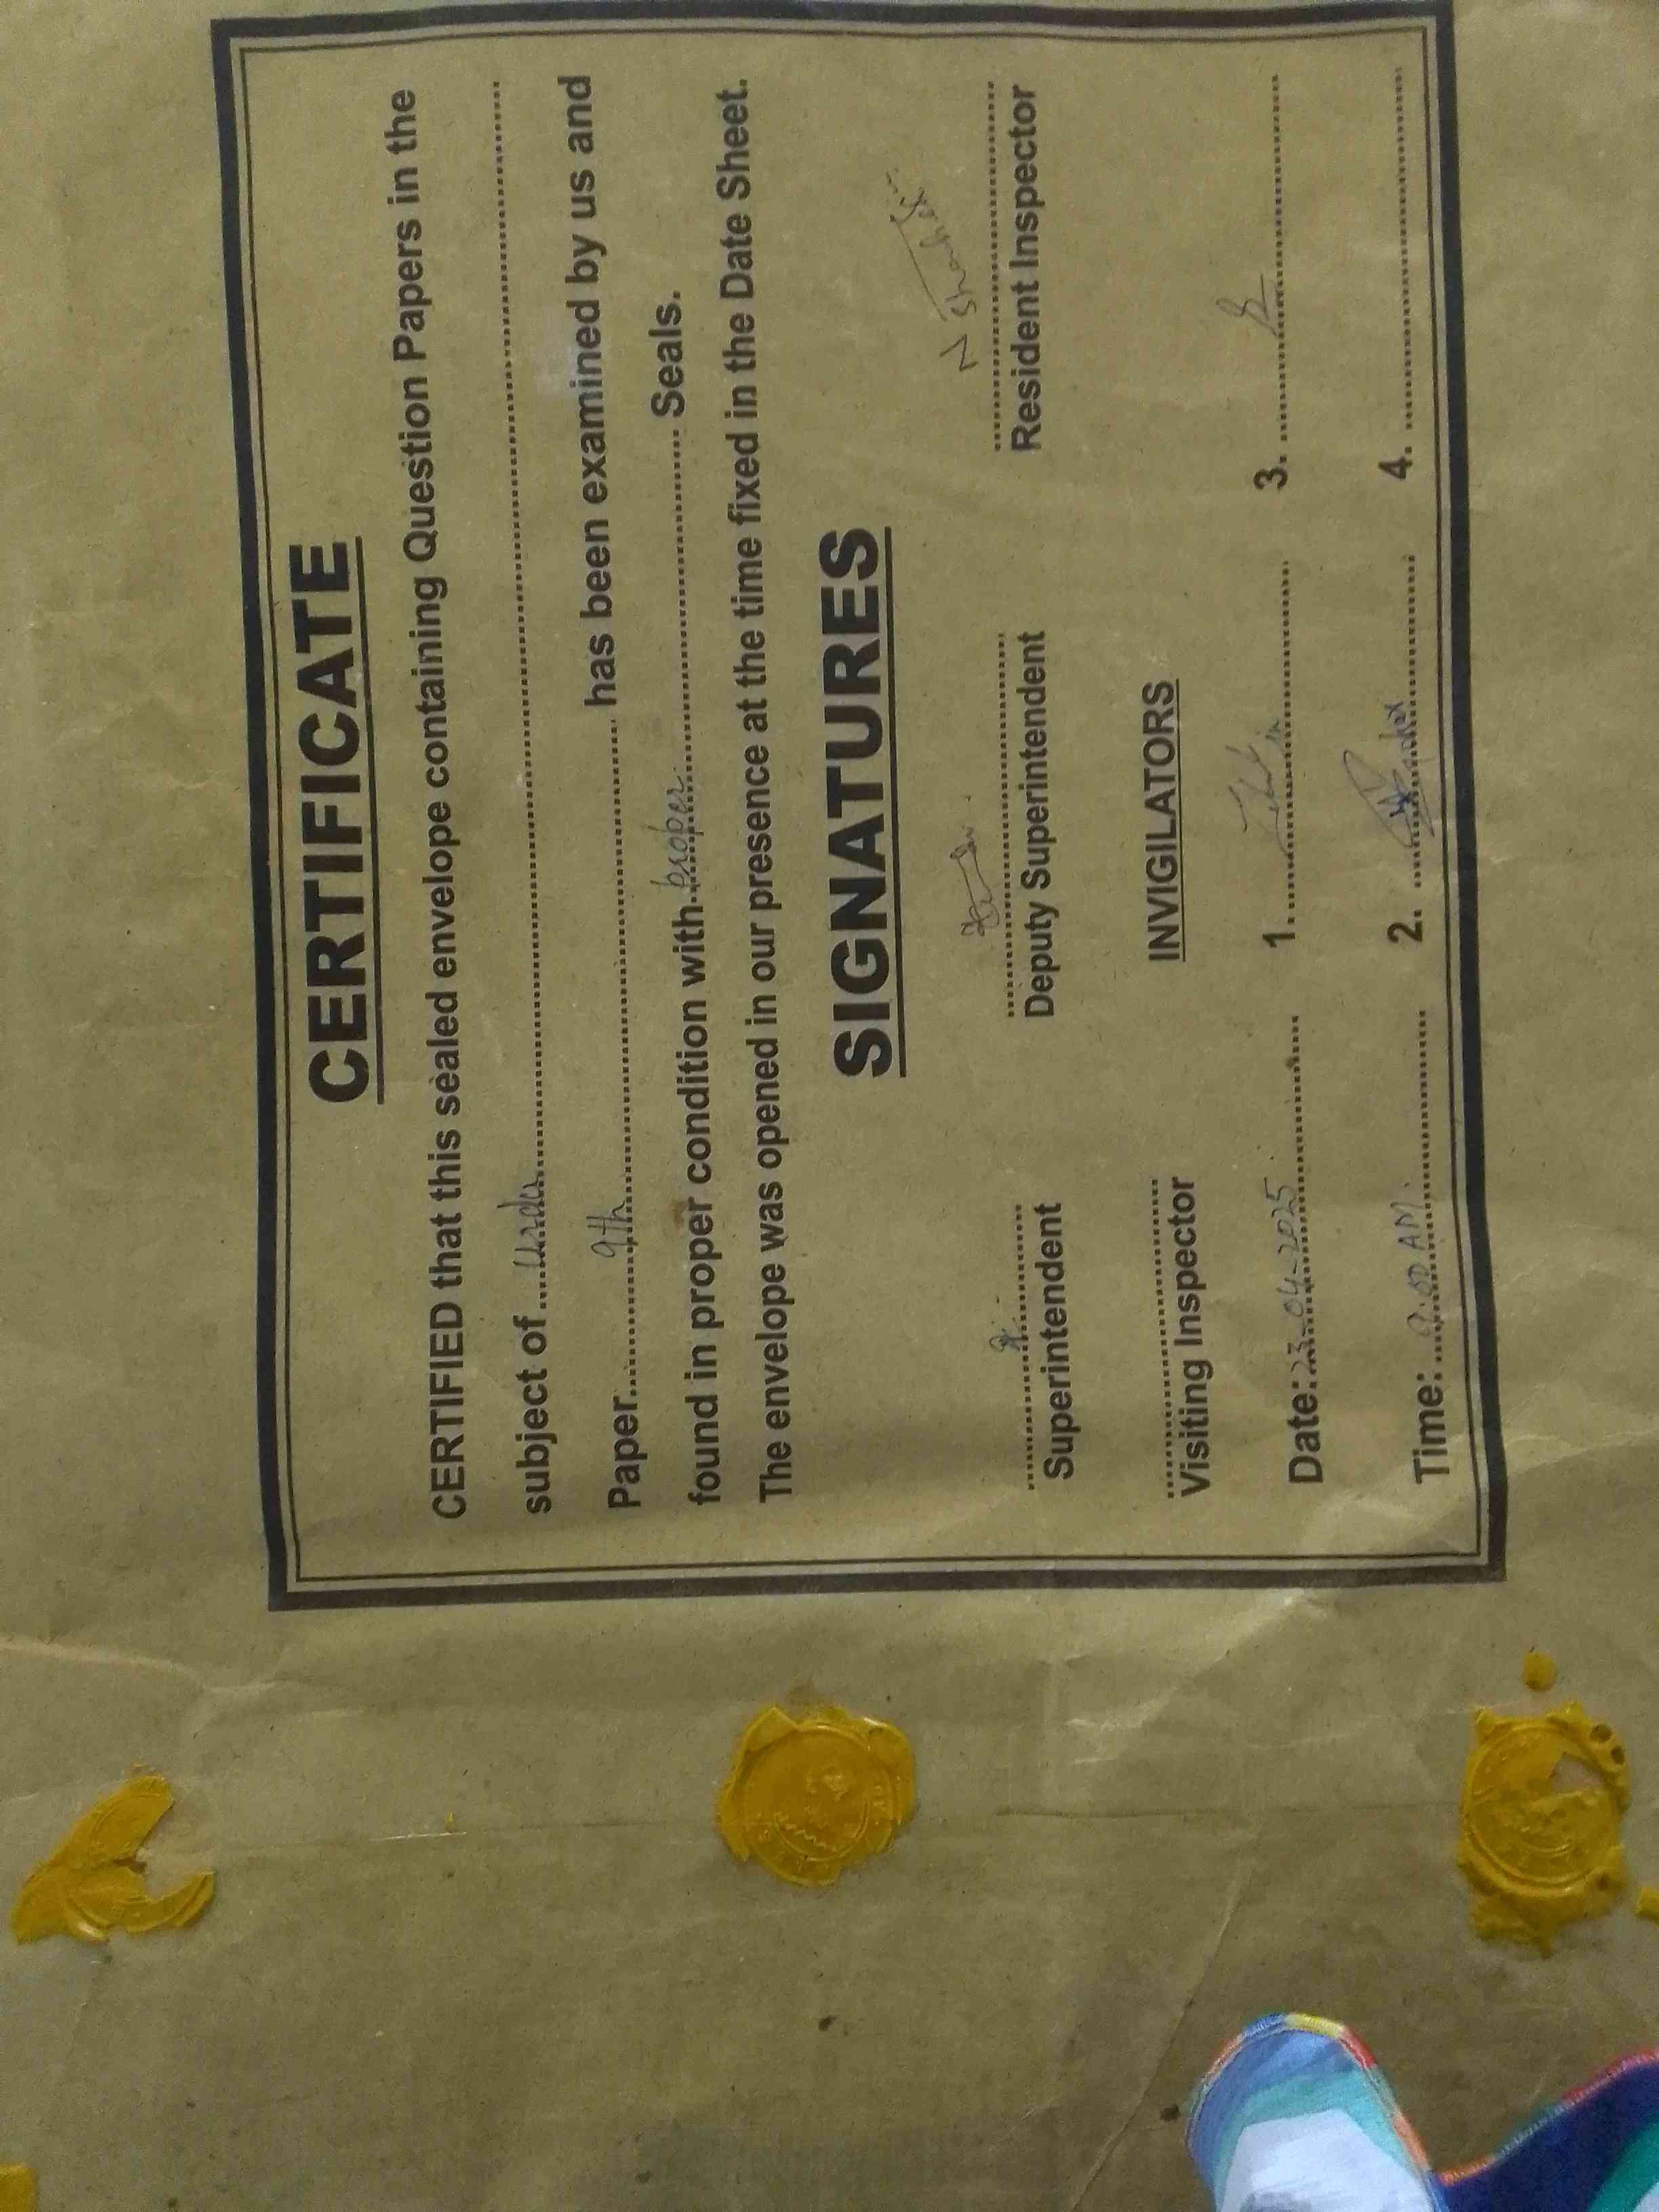 CERTIFICATE
CERTIFIED that this sealed envelope containing Question Papers in the
subject of....Urdu........................
Paper........9th........ has been examined by us and
found in proper condition with..proper........ Seals.
The envelope was opened in our presence at the time fixed in the Date Sheet.
SIGNATURES
Superintendent Deputy Superintendent Resident Inspector
Visiting Inspector INVIGILATORS
Date:..23-04-2025........ 1................ 3. ................
Time:....9:00 AM........ 2. ................ 4. ................